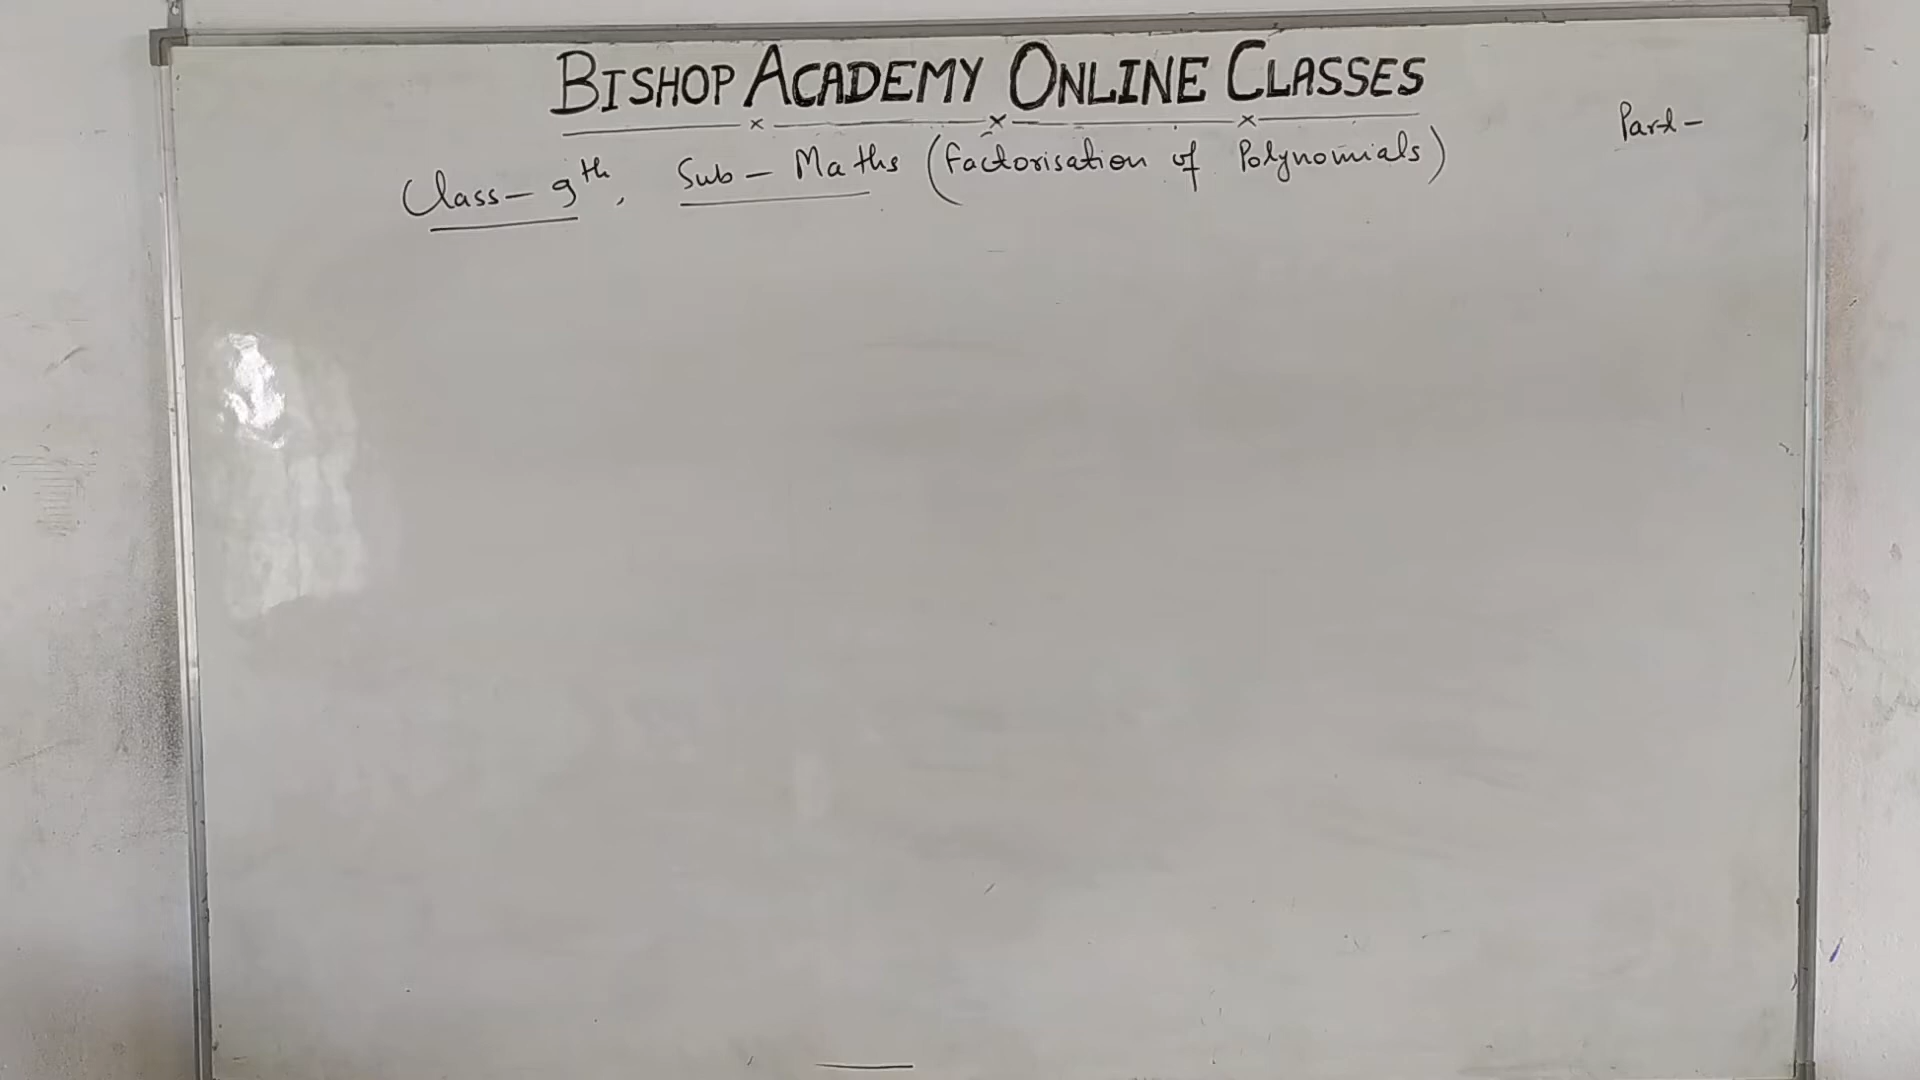 BISHOP ACADEMY ONLINE CLASSES
Part-
Class- 9th, Sub- Maths (Factorisation of Polynomials)